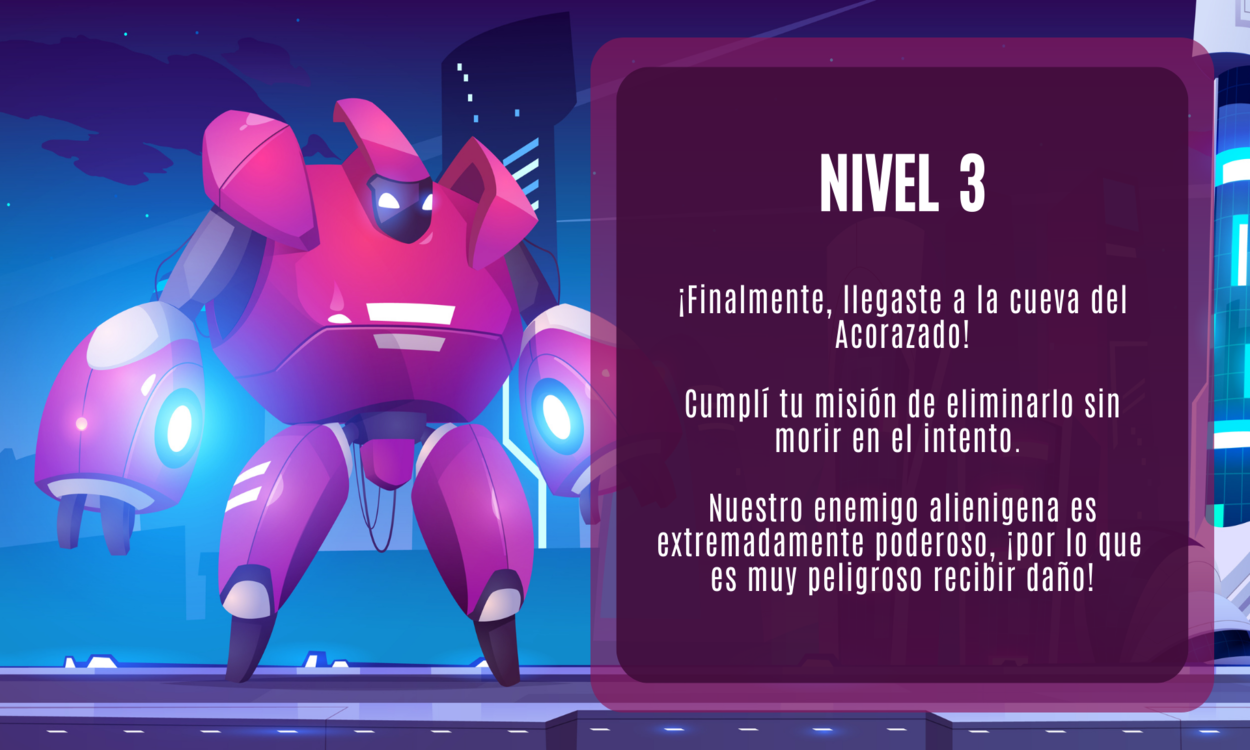 NIVEL 3
¡Finalmente, llegaste a la cueva del
Acorazado!
Cumplí tu misión de eliminarlo sin
morir en el intento.
Nuestro enemigo alienigena es
extremadamente poderoso, ¡por lo que
es muy peligroso recibir daño!